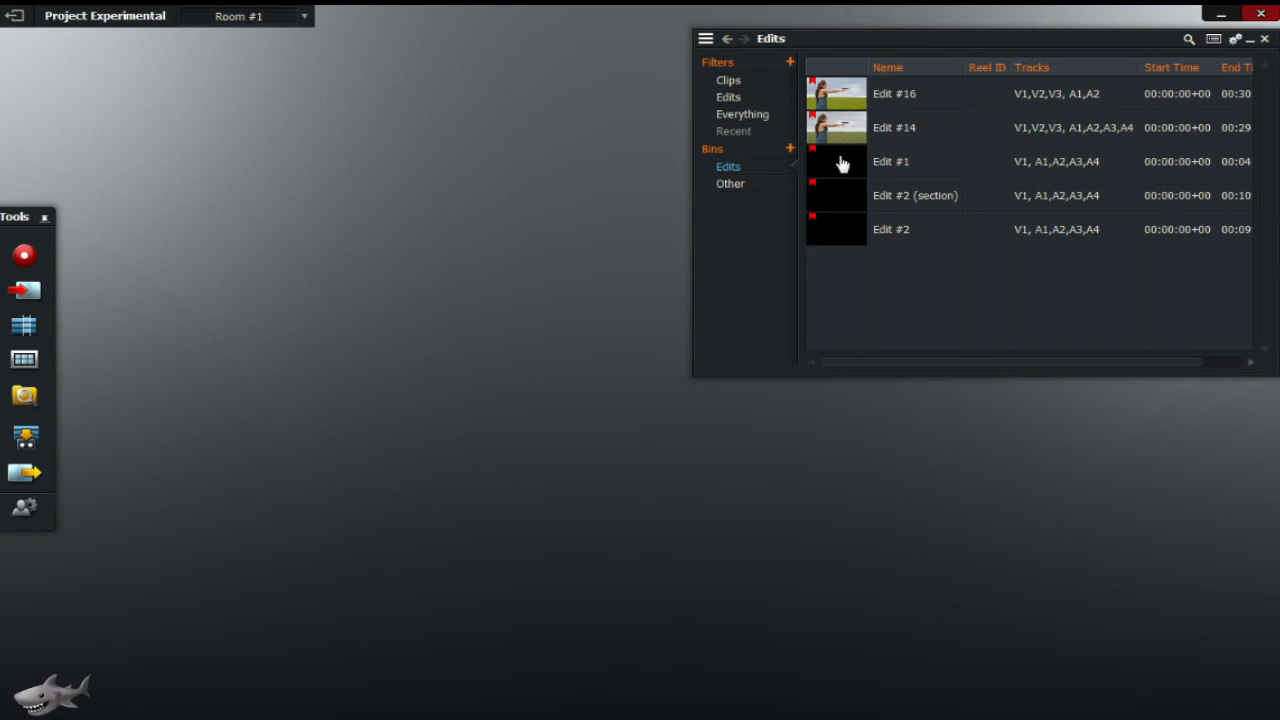 Project Experimental Room #1
Edits
Filters
Clips
Edits
Everything
Recent
Bins
Edits
Other
Name Reel ID Tracks Start Time End T
Edit #16 V1,V2,V3, A1,A2 00:00:00+00 00:30
Edit #14 V1,V2,V3, A1,A2,A3,A4 00:00:00+00 00:29
Edit #1 V1, A1,A2,A3,A4 00:00:00+00 00:04
Edit #2 (section) V1, A1,A2,A3,A4 00:00:00+00 00:10
Edit #2 V1, A1,A2,A3,A4 00:00:00+00 00:09
Tools